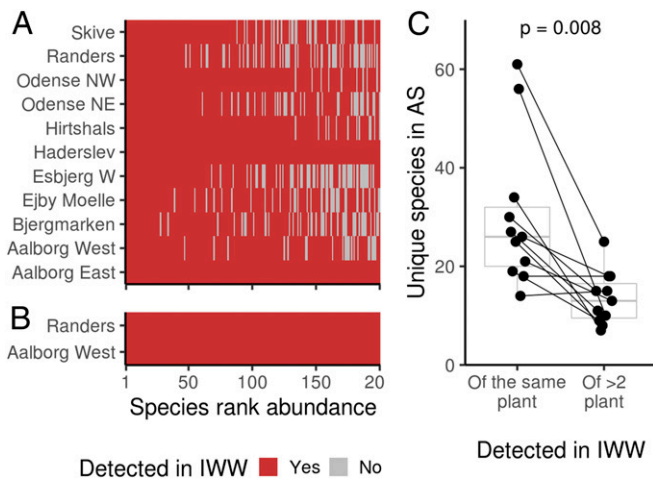 A
Skive
Randers
Odense NW
Odense NE
Hirtshals
Haderslev
Esbjerg W
Ejby Moelle
Bjergmarken
Aalborg West
Aalborg East
B
Randers
Aalborg West
1 50 100 150 20
Species rank abundance
Detected in IWW Yes No
C
p = 0.008
Unique species in AS
60
40
20
0
Of the same
plant
Of >2
plant
Detected in IWW